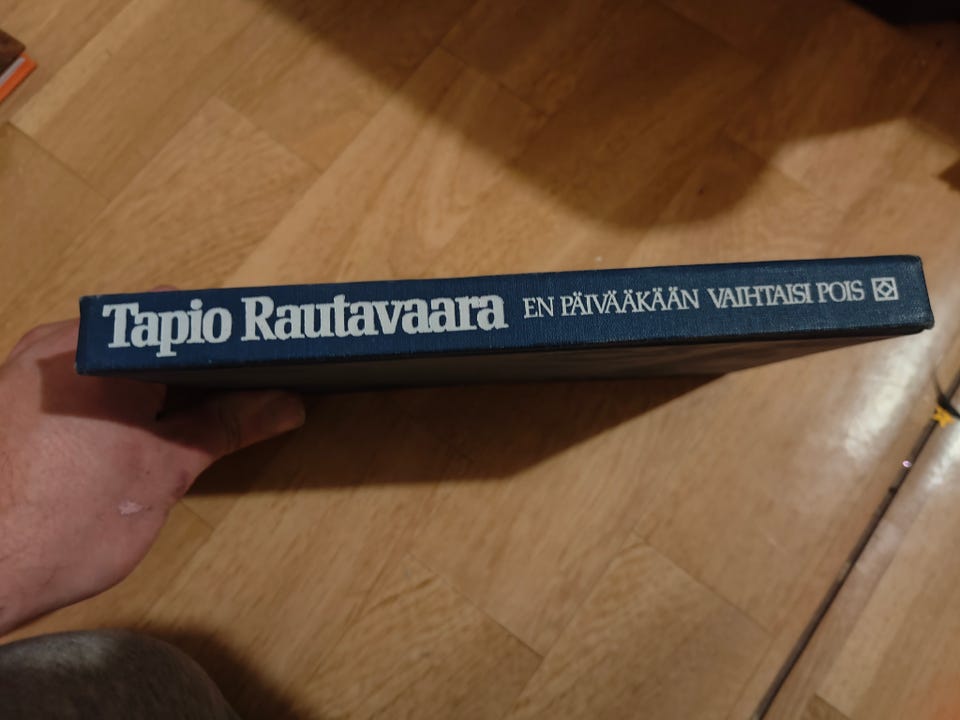 Tapio Rautavaara EN PÄIVÄÄKÄÄN VAIHTAISI POIS